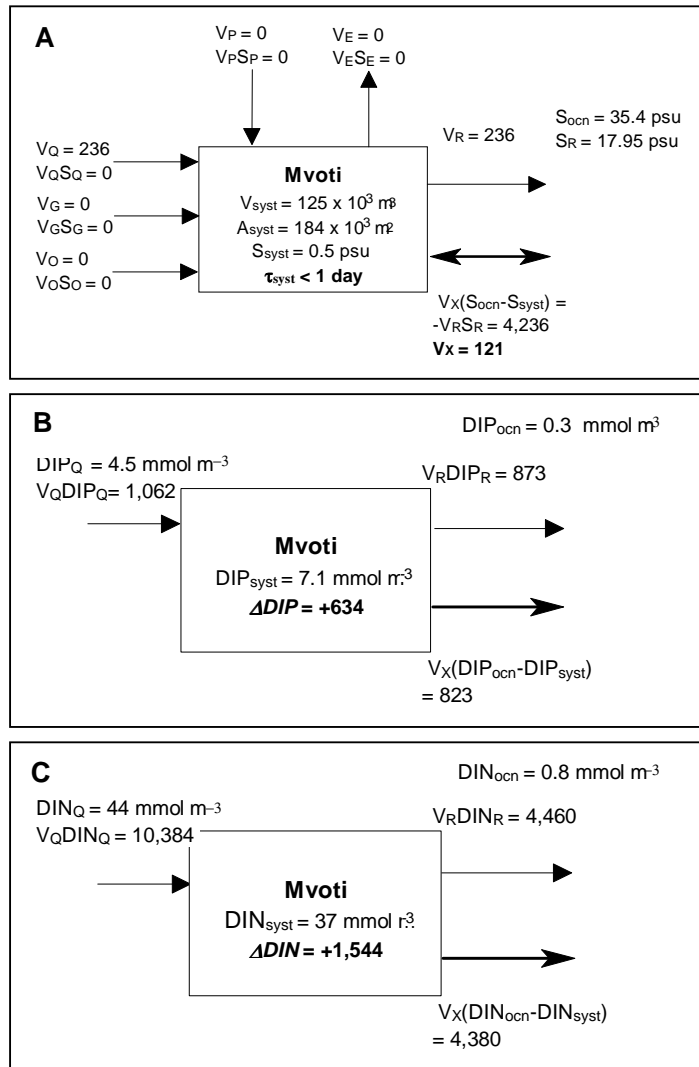 A
VP = 0
VPSP = 0
VE = 0
VESE = 0
VQ = 236
VQSQ = 0
VG = 0
VGSG = 0
VO = 0
VOSO = 0
Mvoti
Vsyst = 125 x 10³ m³
Asyst = 184 x 10³ m²
Ssyst = 0.5 psu
τsyst < 1 day
VR = 236
Socn = 35.4 psu
SR = 17.95 psu
VX(Socn-Ssyst) =
-VRSR = 4,236
VX = 121
B
DIPocn = 0.3 mmol m³
DIPQ = 4.5 mmol m⁻³
VQDIPQ= 1,062
VRDIPR = 873
Mvoti
DIPsyst = 7.1 mmol m⁻³
ΔDIP = +634
VX(DIPocn-DIPsyst)
= 823
C
DINocn = 0.8 mmol m⁻³
DINQ = 44 mmol m⁻³
VQDINQ = 10,384
VRDINR = 4,460
Mvoti
DINsyst = 37 mmol r.³
ΔDIN = +1,544
VX(DINocn-DINsyst)
= 4,380